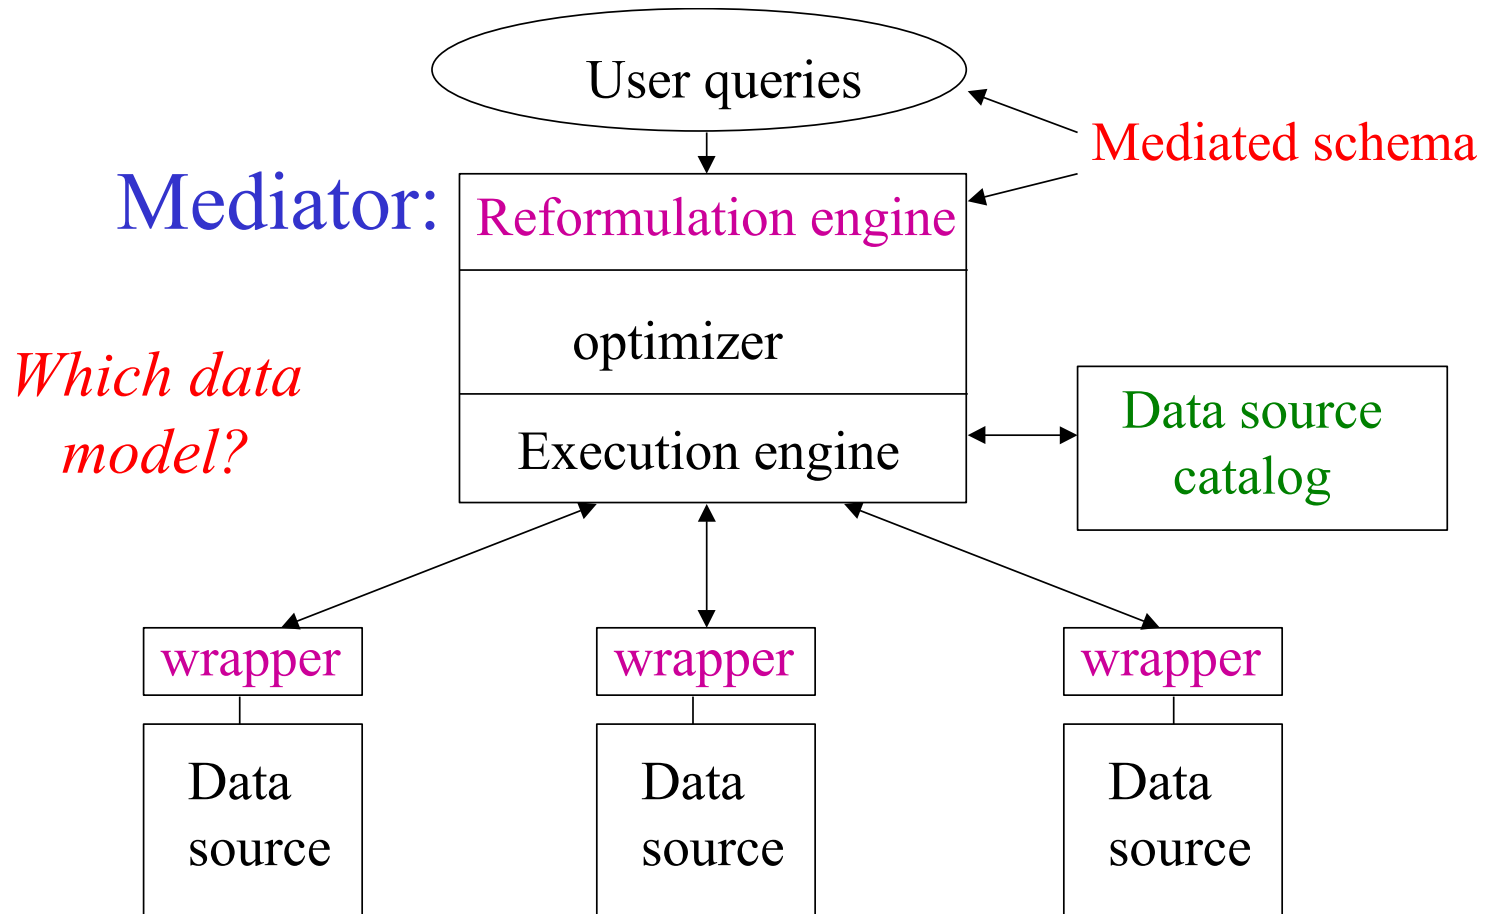 User queries
Mediated schema
Mediator:
Reformulation engine
optimizer
Which data
model?
Data source
catalog
Execution engine
wrapper
wrapper
wrapper
Data
source
Data
source
Data
source